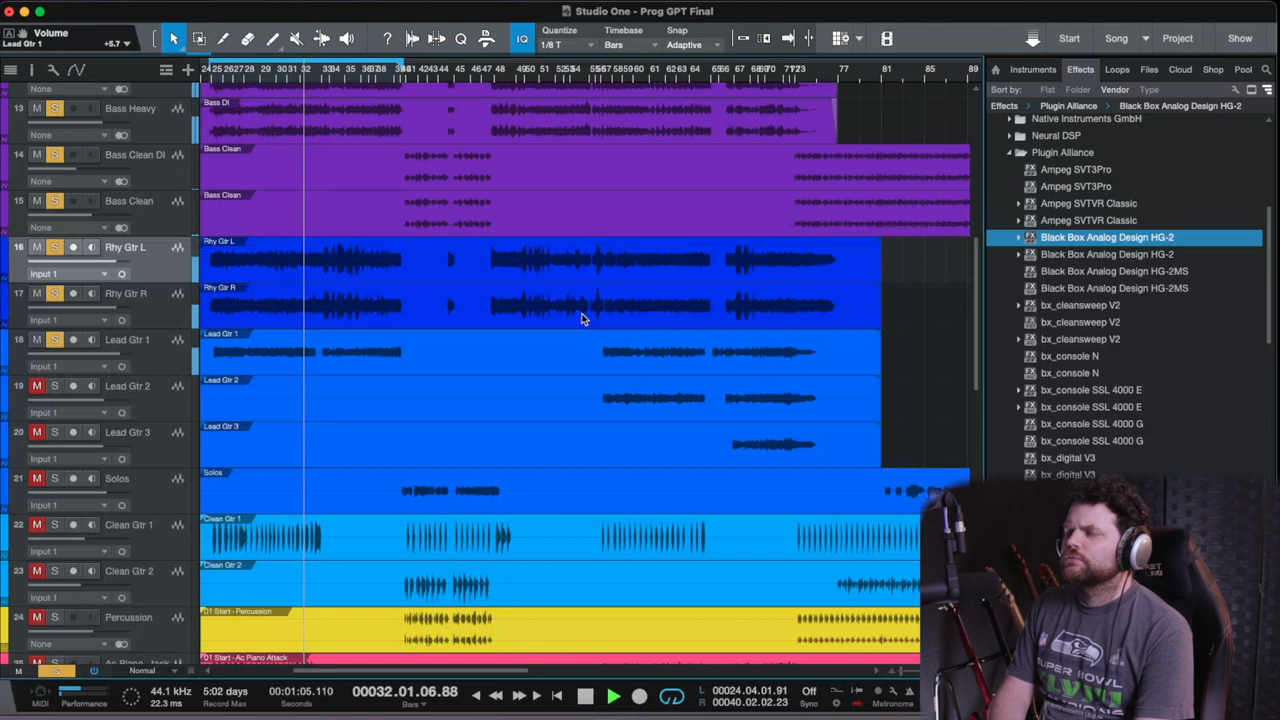 Studio One - Prog GPT Final
Volume
Lead Gtr 1
+5.7
Quantize
1/8 T
Timebase
Bars
Snap
Adaptive
IQ
Start
Song
Project
Show
Instruments
Effects
Loops
Files
Cloud
Shop
Pool
Sort by:
Flat
Folder
Vendor
Type
Effects
Plugin Alliance
Black Box Analog Design HG-2
Native Instruments GmbH
Neural DSP
Plugin Alliance
Ampeg SVT3Pro
Ampeg SVT3Pro
Ampeg SVTVR Classic
Ampeg SVTVR Classic
Black Box Analog Design HG-2
Black Box Analog Design HG-2
Black Box Analog Design HG-2MS
Black Box Analog Design HG-2MS
bx_cleansweep V2
bx_cleansweep V2
bx_cleansweep V2
bx_console N
bx_console N
bx_console SSL 4000 E
bx_console SSL 4000 E
bx_console SSL 4000 G
bx_console SSL 4000 G
bx_digital V3
bx_digital V3
None
13 M S Bass Heavy
None
14 M S Bass Clean DI
None
15 M S Bass Clean
None
16 M S Rhy Gtr L
Input 1
17 M S Rhy Gtr R
Input 1
18 M S Lead Gtr 1
Input 1
19 M S Lead Gtr 2
Input 1
20 M S Lead Gtr 3
Input 1
21 M S Solos
Input 1
22 M S Clean Gtr 1
Input 1
23 M S Clean Gtr 2
Input 1
24 M S Percussion
None
Bass DI
Bass Clean
Bass Clean
Rhy Gtr L
Rhy Gtr R
Lead Gtr 1
Lead Gtr 2
Lead Gtr 3
Solos
Clean Gtr 1
Clean Gtr 2
01 Start - Percussion
01 Start - Ac Piano Attack
M
S
Normal
MIDI
Performance
44.1 kHz
22.3 ms
5:02 days
Record Max
00:01:05.110
Seconds
00032.01.06.88
Bars
L 00024.04.01.91
R 00040.02.02.23
Off
Sync
Metronome
SUPER BOWL
XLVIII